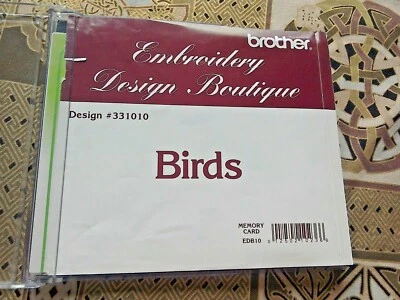 brother.
Embroidery
Design Boutique
Design #331010
Birds
MEMORY
CARD
EDB10